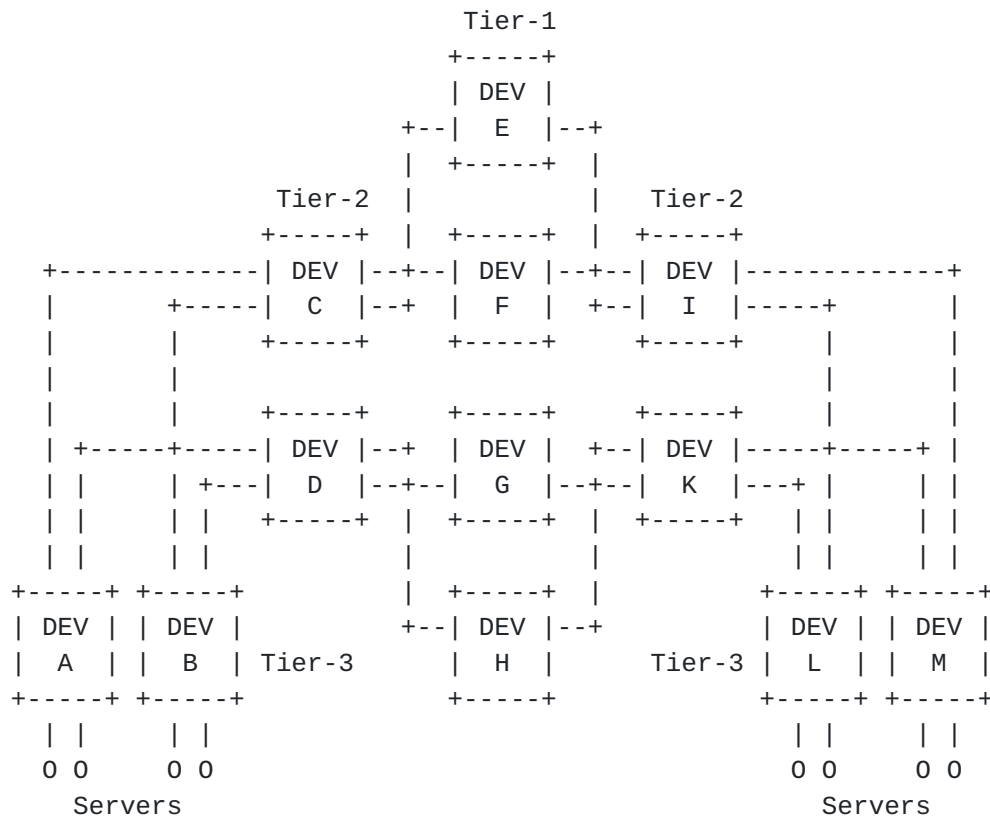 Tier-1
DEV
E
Tier-2 Tier-2
DEV DEV DEV
C F I
DEV DEV DEV
D G K
DEV DEV DEV DEV DEV
A B Tier-3 H Tier-3 L M
O O O O O O O O
Servers Servers